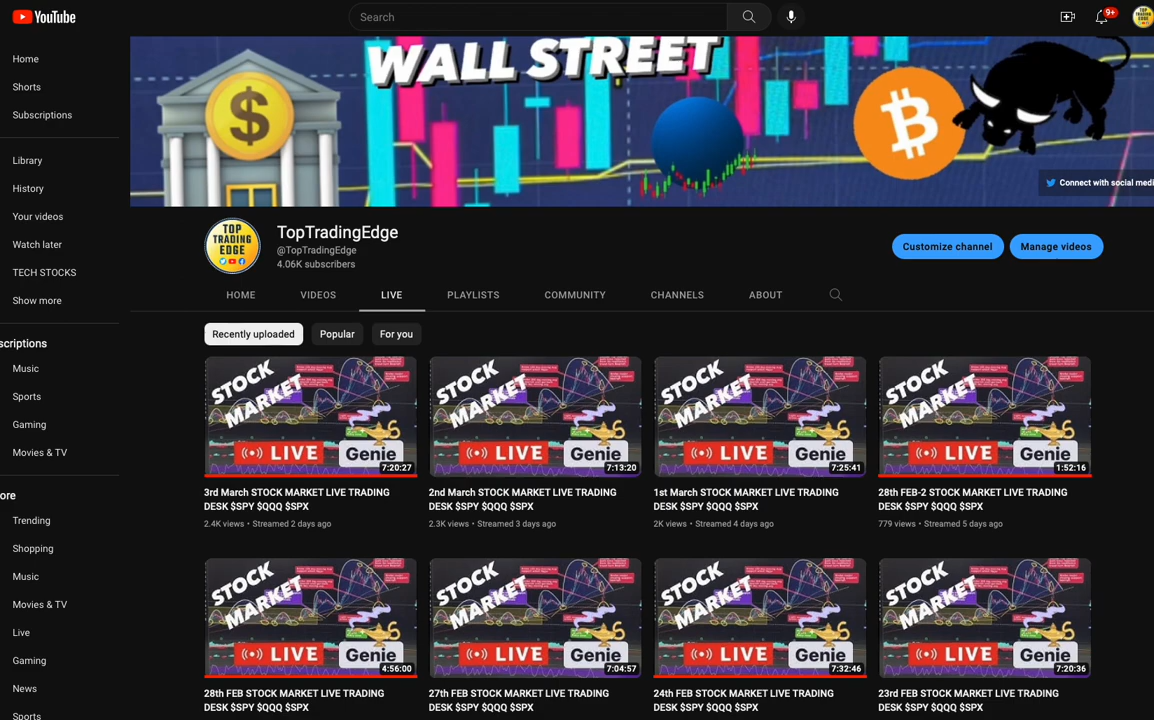 YouTube
Search
9+
TOP
TRADING
EDGE
Home
Shorts
Subscriptions
Library
History
Your videos
Watch later
TECH STOCKS
Show more
scriptions
Music
Sports
Gaming
Movies & TV
ore
Trending
Shopping
Music
Movies & TV
Live
Gaming
News
Sports
WALL STREET
$
Connect with social medi
TOP
TRADING
EDGE
TopTradingEdge
@TopTradingEdge
4.06K subscribers
Customize channel
Manage videos
HOME
VIDEOS
LIVE
PLAYLISTS
COMMUNITY
CHANNELS
ABOUT
Recently uploaded
Popular
For you
STOCK
MARKET
LIVE
Genie
7:20:27
3rd March STOCK MARKET LIVE TRADING
DESK $SPY $QQQ $SPX
2.4K views • Streamed 2 days ago
STOCK
MARKET
LIVE
Genie
7:13:20
2nd March STOCK MARKET LIVE TRADING
DESK $SPY $QQQ $SPX
2.3K views • Streamed 3 days ago
STOCK
MARKET
LIVE
Genie
7:25:41
1st March STOCK MARKET LIVE TRADING
DESK $SPY $QQQ $SPX
2K views • Streamed 4 days ago
STOCK
MARKET
LIVE
Genie
1:52:16
28th FEB-2 STOCK MARKET LIVE TRADING
DESK $SPY $QQQ $SPX
779 views • Streamed 5 days ago
STOCK
MARKET
LIVE
Genie
4:56:00
28th FEB STOCK MARKET LIVE TRADING
DESK $SPY $QQQ $SPX
STOCK
MARKET
LIVE
Genie
7:04:57
27th FEB STOCK MARKET LIVE TRADING
DESK $SPY $QQQ $SPX
STOCK
MARKET
LIVE
Genie
7:32:46
24th FEB STOCK MARKET LIVE TRADING
DESK $SPY $QQQ $SPX
STOCK
MARKET
LIVE
Genie
7:20:36
23rd FEB STOCK MARKET LIVE TRADING
DESK $SPY $QQQ $SPX